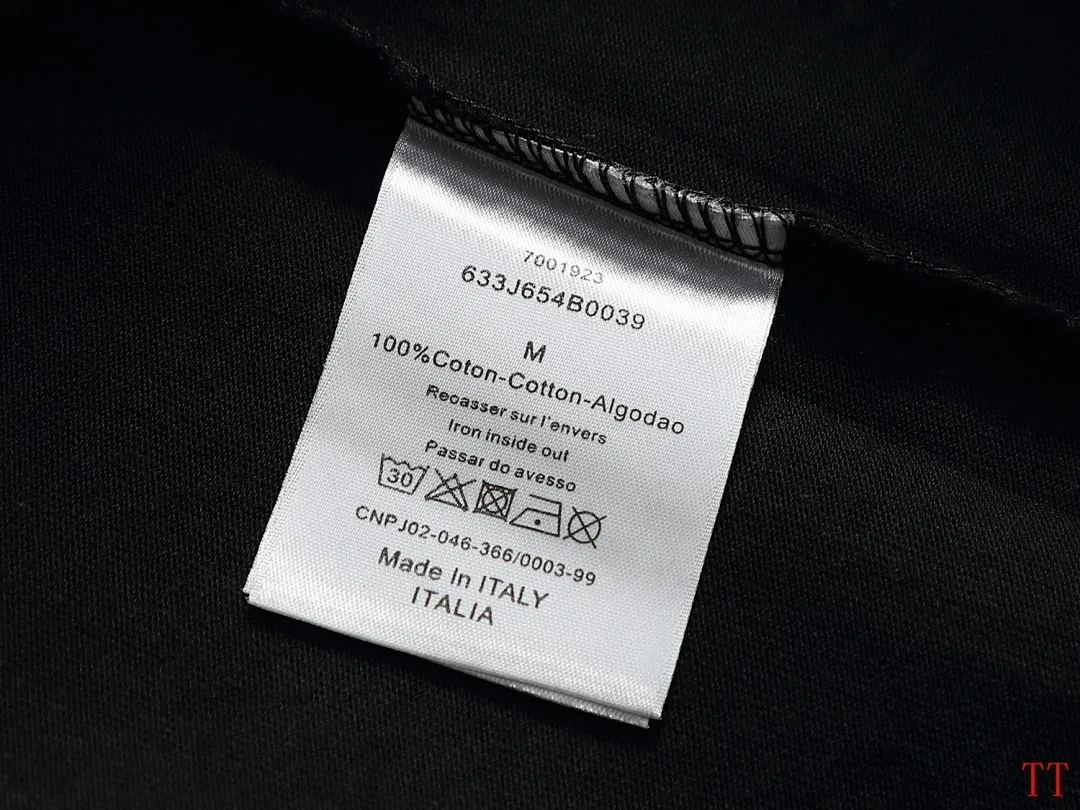 7001923
633J654B0039
M
100%Coton-Cotton-Algodao
Recasser sur l'envers
Iron inside out
Passar do avesso
30
CNPJ02-046-366/0003-99
Made In ITALY
ITALIA
TT